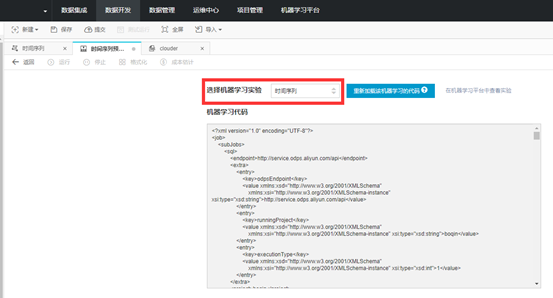 数据集成 数据开发 数据管理 运维中心 项目管理 机器学习平台
新建 保存 提交 全屏 导入
时间序列 时间序列预... clouder
返回 运行 停止 格式化 成本估计
选择机器学习实验 时间序列 重新加载该机器学习的代码 在机器学习平台中查看实验
机器学习代码
<?xml version="1.0" encoding="UTF-8"?>
<job>
<subJobs>
<sql>
<endpoint>http://service.odps.aliyun.com/api</endpoint>
<extra>
<entry>
<key>odpsEndpoint</key>
<value xmlns:xsd="http://www.w3.org/2001/XMLSchema"
xmlns:xsi="http://www.w3.org/2001/XMLSchema-instance"
xsi:type="xsd:string">http://service.odps.aliyun.com/api</value>
</entry>
<entry>
<key>runningProject</key>
<value xmlns:xsd="http://www.w3.org/2001/XMLSchema"
xmlns:xsi="http://www.w3.org/2001/XMLSchema-instance" xsi:type="xsd:string">boqin</value>
</entry>
<entry>
<key>executionType</key>
<value xmlns:xsd="http://www.w3.org/2001/XMLSchema"
xmlns:xsi="http://www.w3.org/2001/XMLSchema-instance" xsi:type="xsd:int">1</value>
</entry>
</extra>